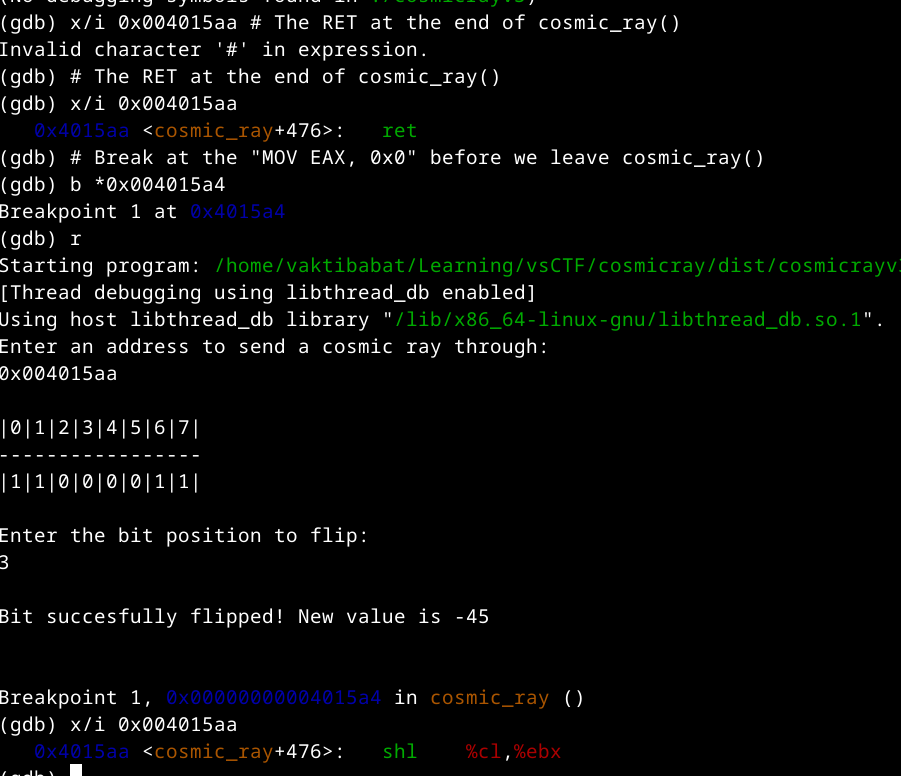 (No debugging symbols found in ./cosmicrayv3)
(gdb) x/i 0x004015aa # The RET at the end of cosmic_ray()
Invalid character '#' in expression.
(gdb) # The RET at the end of cosmic_ray()
(gdb) x/i 0x004015aa
0x4015aa <cosmic_ray+476>: ret
(gdb) # Break at the "MOV EAX, 0x0" before we leave cosmic_ray()
(gdb) b *0x004015a4
Breakpoint 1 at 0x4015a4
(gdb) r
Starting program: /home/vaktibabat/Learning/vsCTF/cosmicray/dist/cosmicrayv3
[Thread debugging using libthread_db enabled]
Using host libthread_db library "/lib/x86_64-linux-gnu/libthread_db.so.1".
Enter an address to send a cosmic ray through:
0x004015aa
|0|1|2|3|4|5|6|7|
-----------------
|1|1|0|0|0|0|1|1|
Enter the bit position to flip:
3
Bit succesfully flipped! New value is -45
Breakpoint 1, 0x00000000004015a4 in cosmic_ray ()
(gdb) x/i 0x004015aa
0x4015aa <cosmic_ray+476>: shl %cl,%ebx
(gdb)